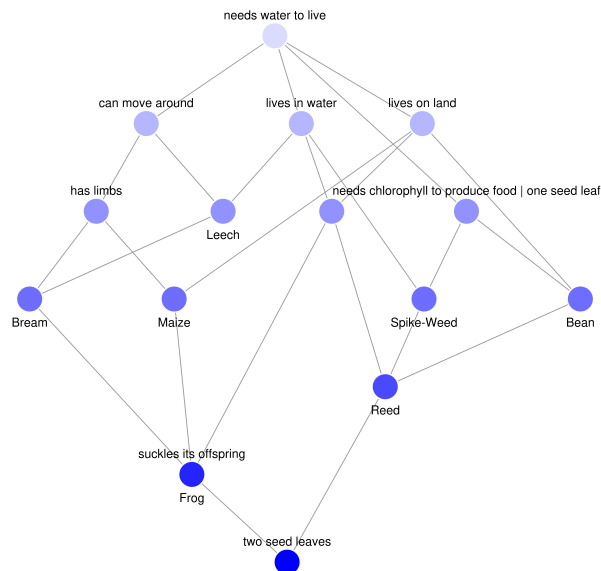 needs water to live
can move around
lives in water
lives on land
has limbs
needs chlorophyll to produce food | one seed leaf
Leech
Bream
Maize
Spike-Weed
Bean
Reed
suckles its offspring
Frog
two seed leaves